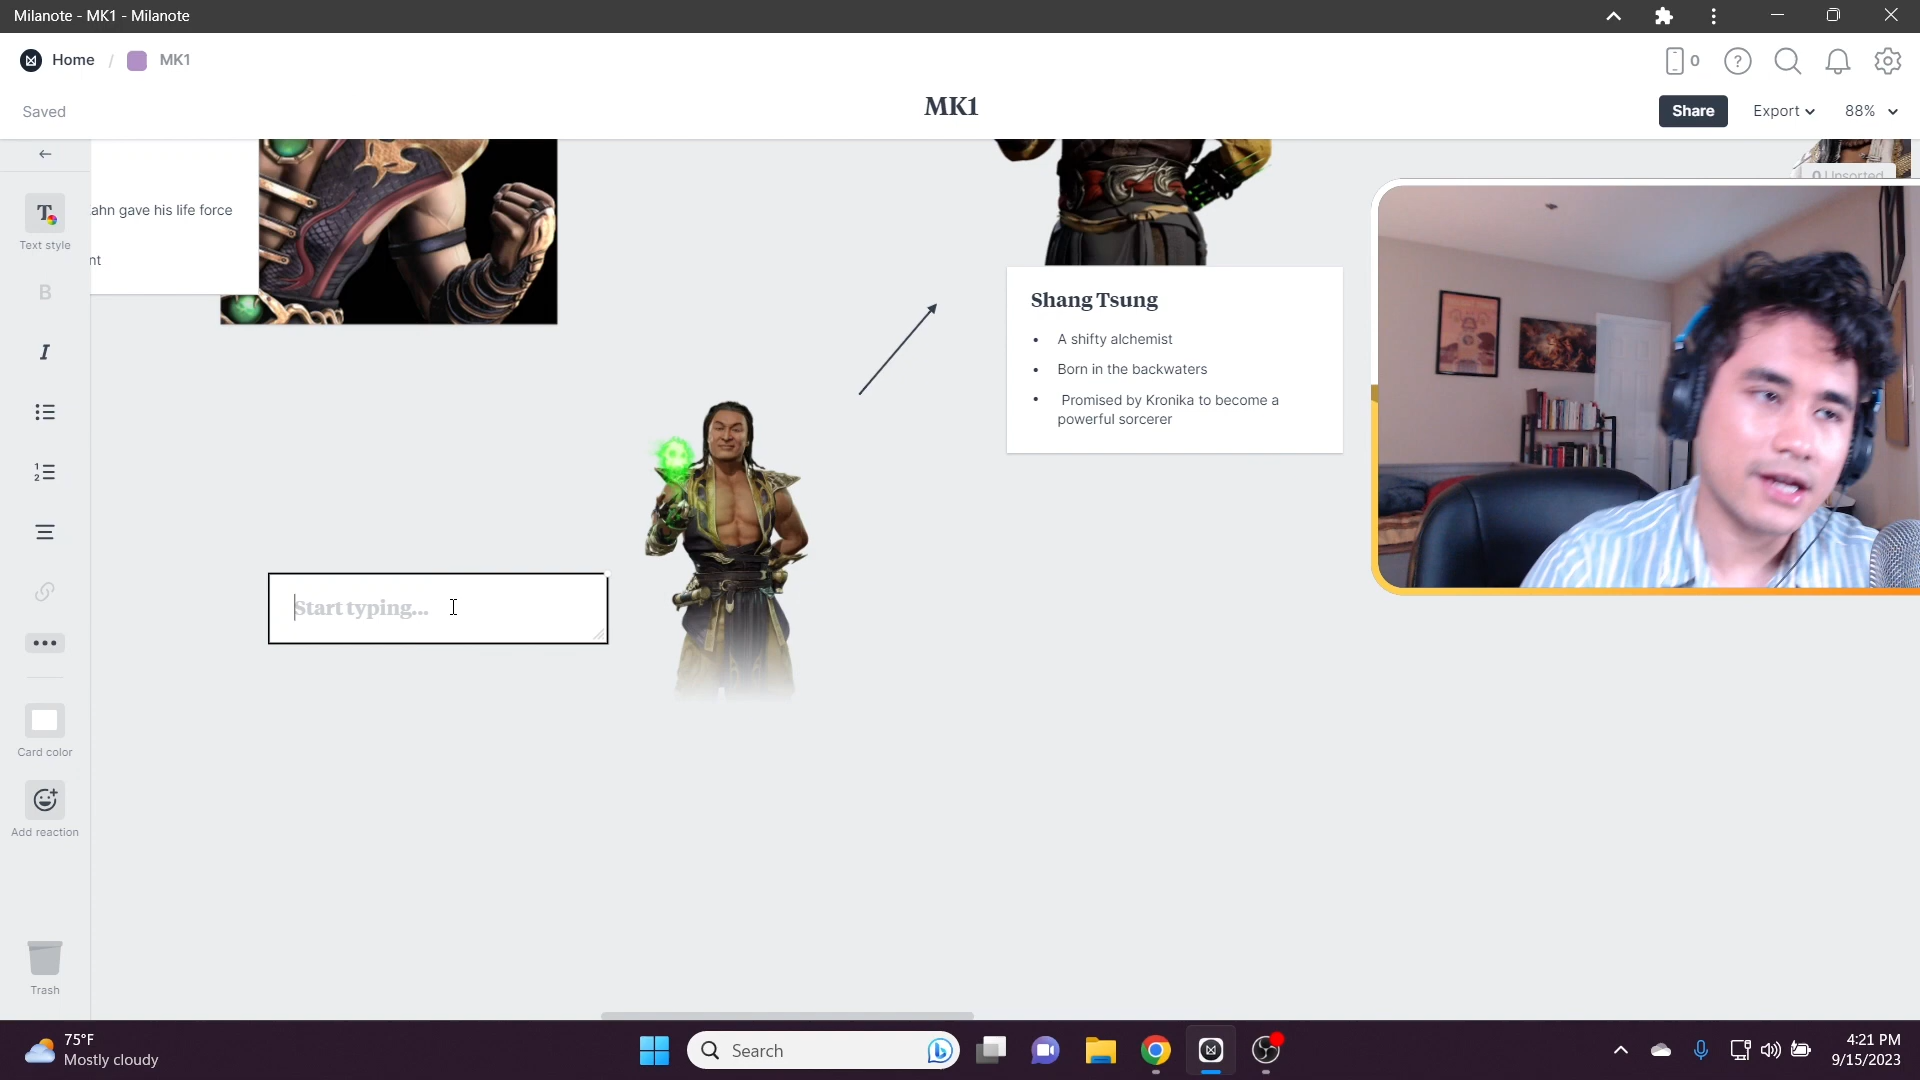 Milanote - MK1 - Milanote
Home / MK1
0
Saved
MK1
Share
Export
88%
0 Unsorted
ahn gave his life force
nt
Text style
B
I
Card color
Add reaction
Trash
Shang Tsung
• A shifty alchemist
• Born in the backwaters
• Promised by Kronika to become a
powerful sorcerer
Start typing...
75°F
Mostly cloudy
Search
4:21 PM
9/15/2023